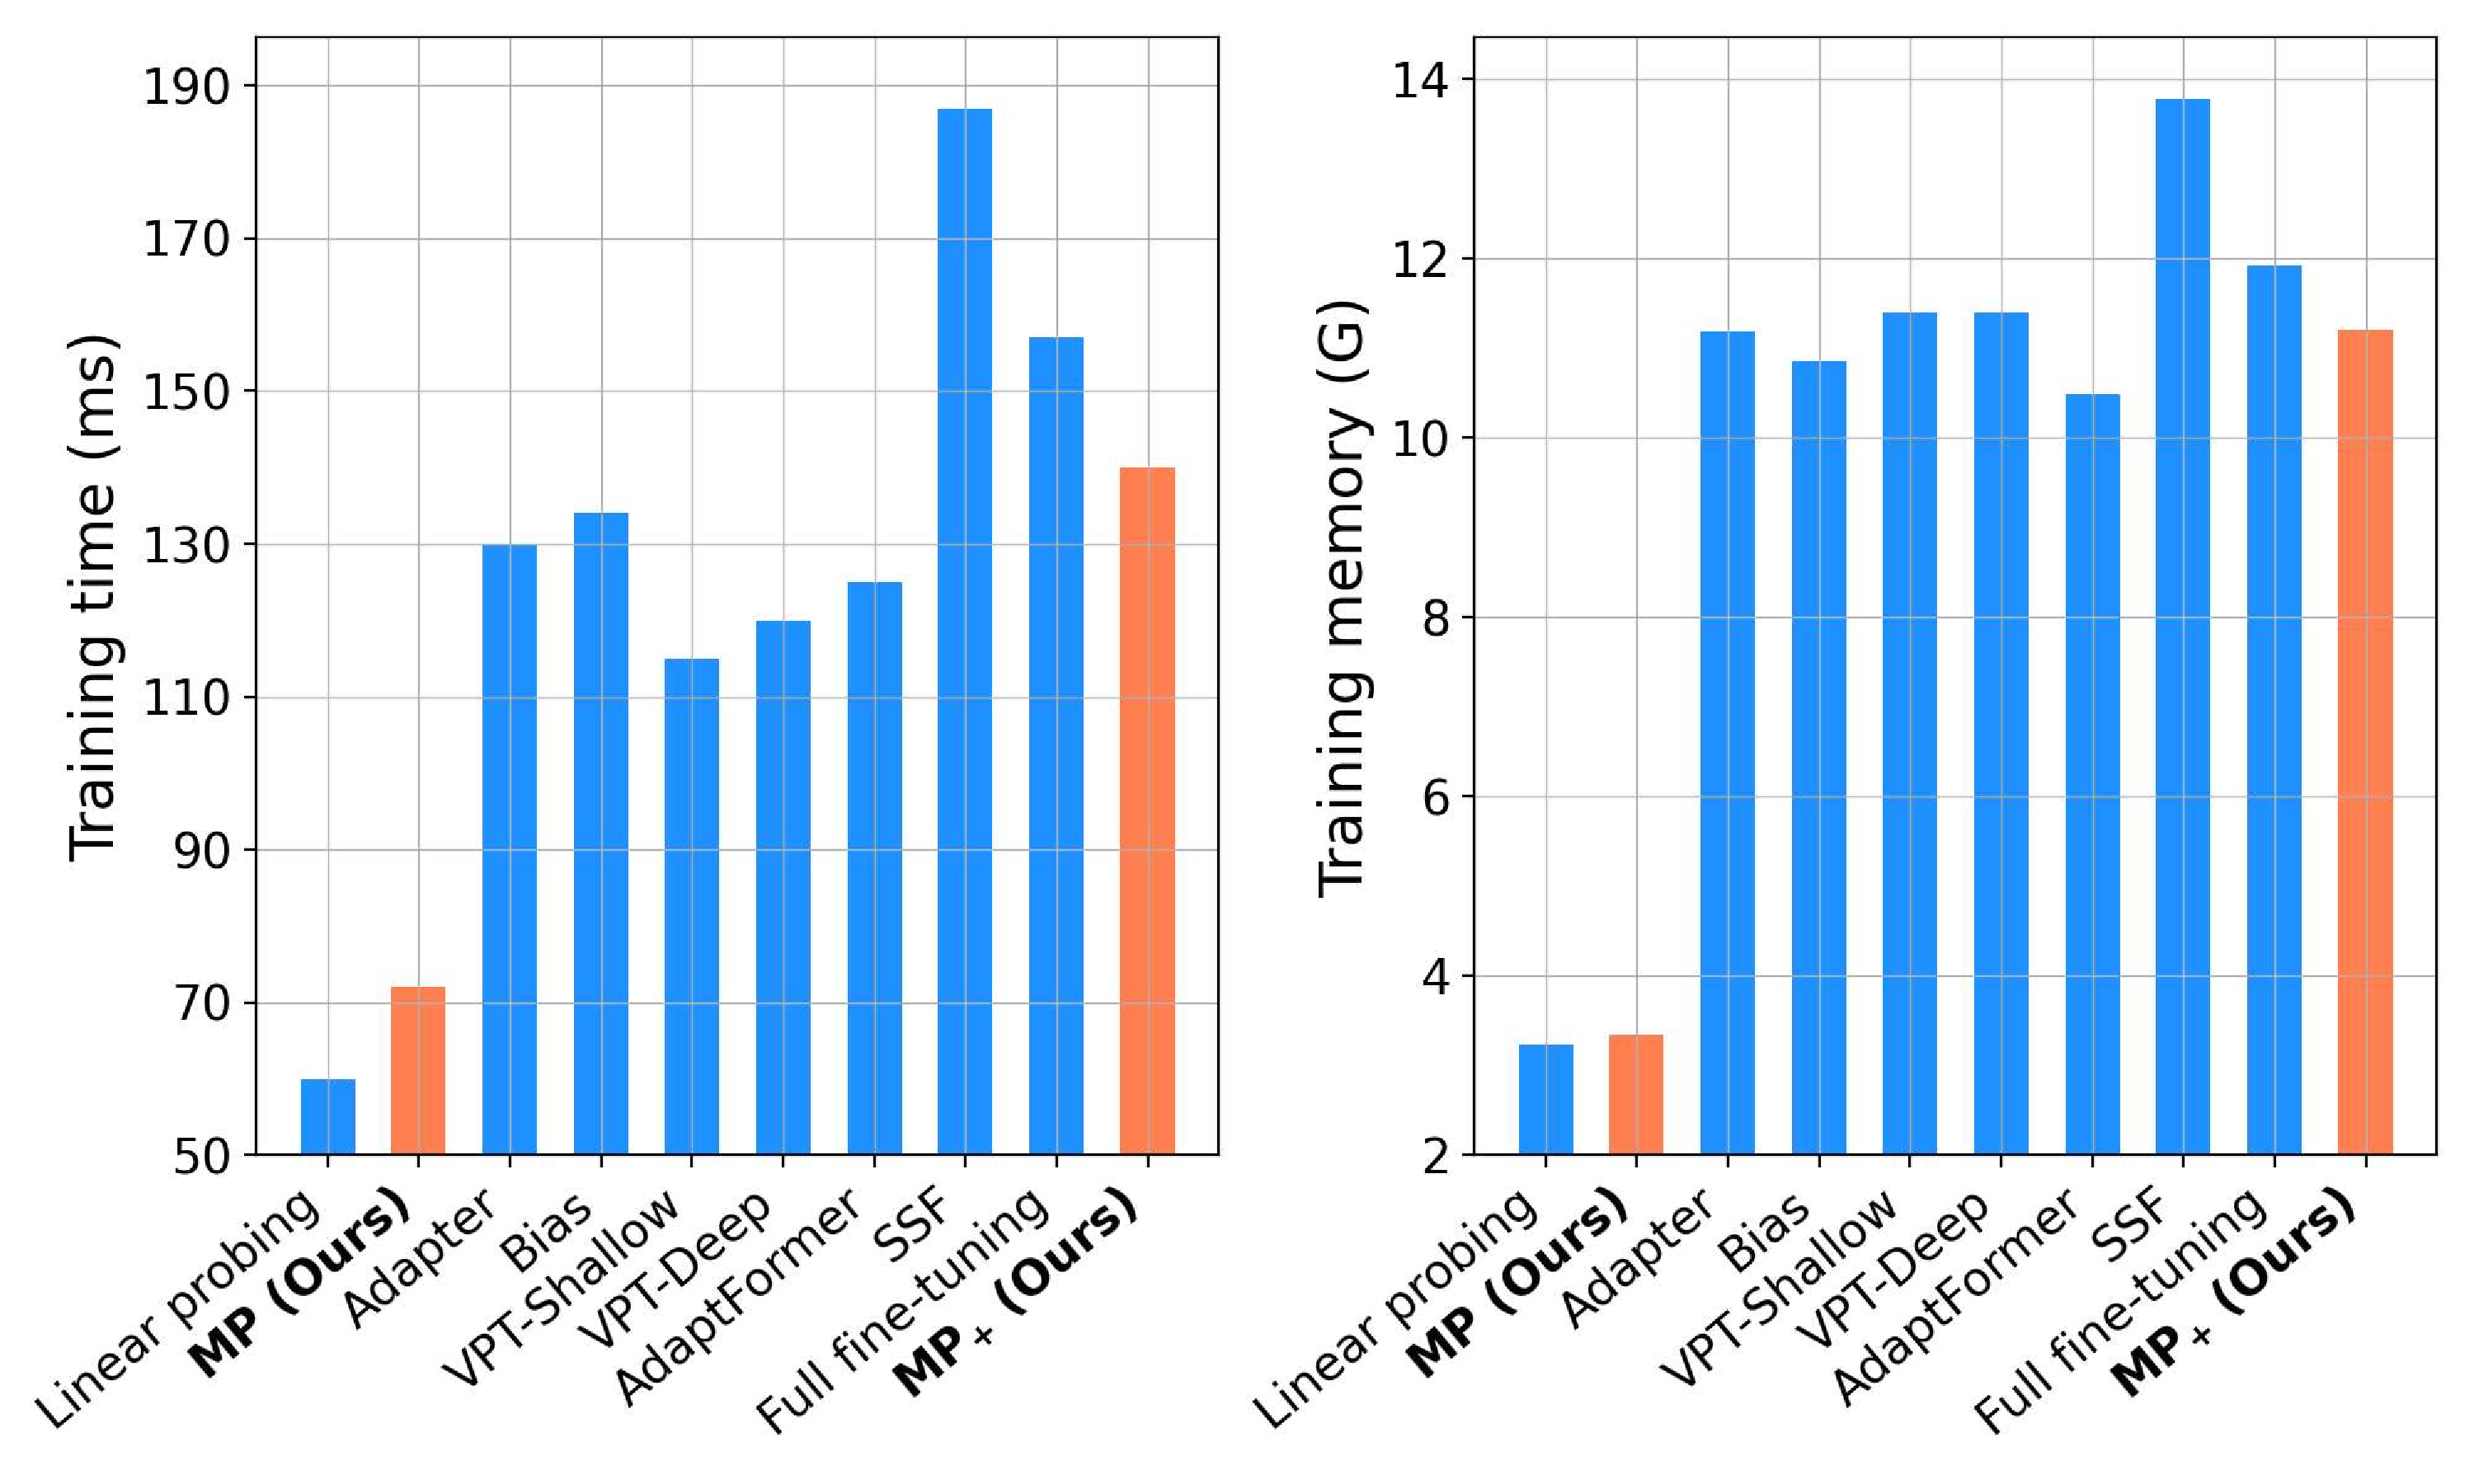 Training time (ms)
190
170
150
130
110
90
70
50
Linear probing
MP (Ours)
Adapter
Bias
VPT-Shallow
VPT-Deep
AdaptFormer
SSF
Full fine-tuning
MP+ (Ours)
Training memory (G)
14
12
10
8
6
4
2
Linear probing
MP (Ours)
Adapter
Bias
VPT-Shallow
VPT-Deep
AdaptFormer
SSF
Full fine-tuning
MP+ (Ours)